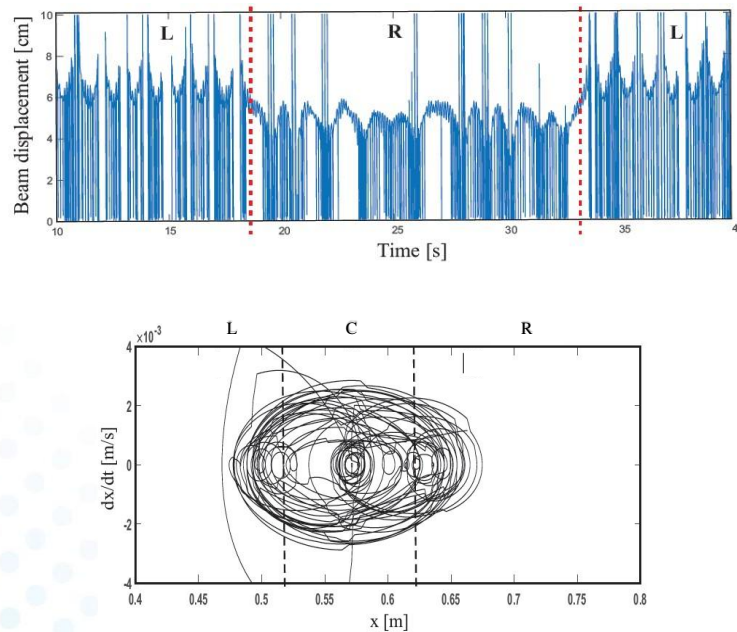 L R L
Beam displacement [cm]
10
8
6
4
2
0
10 15 20 25 30 35 4
Time [s]
L C R
×10⁻³
4
2
0
-2
-4
dx/dt [m/s]
0.4 0.45 0.5 0.55 0.6 0.65 0.7 0.75 0.8
x [m]